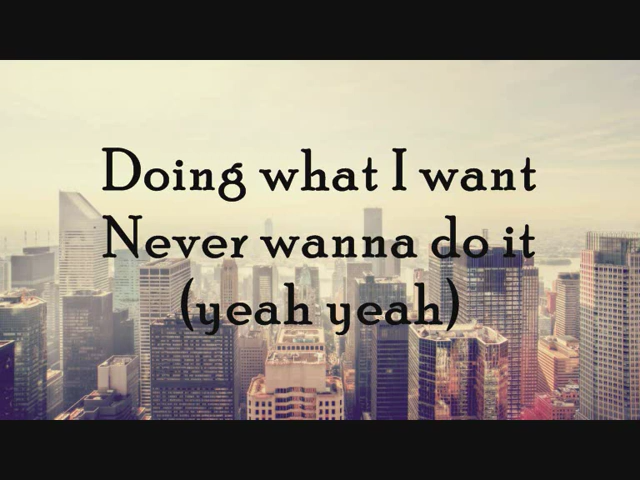 Doing what I want
Never wanna do it
(yeah yeah)